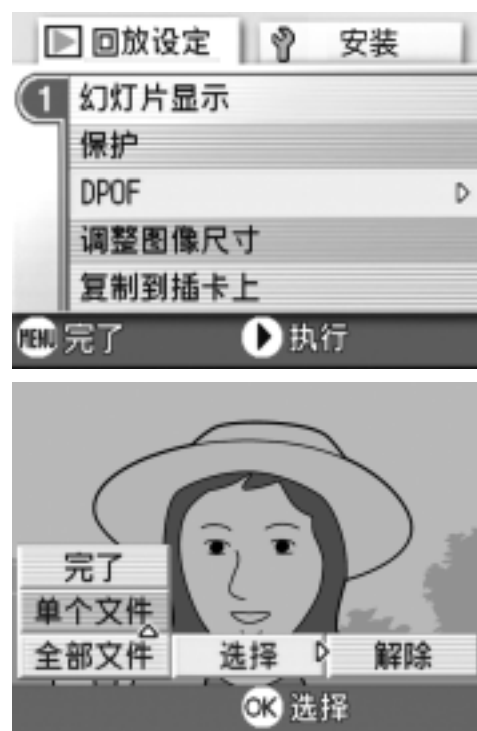 回放设定 安装
1 幻灯片显示
保护
DPOF
调整图像尺寸
复制到插卡上
MENU 完了 执行
完了
单个文件
全部文件 选择 解除
OK 选择